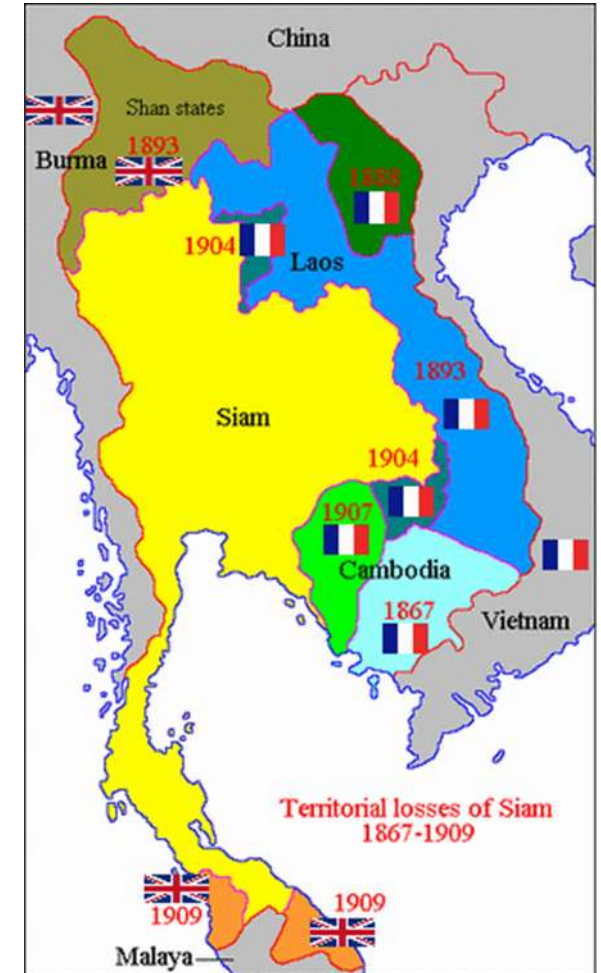 China
Shan states
1893
Burma
1888
1904
Laos
1893
Siam
1904
1907
Cambodia
1867
Vietnam
Territorial losses of Siam
1867-1909
1909
1909
Malaya